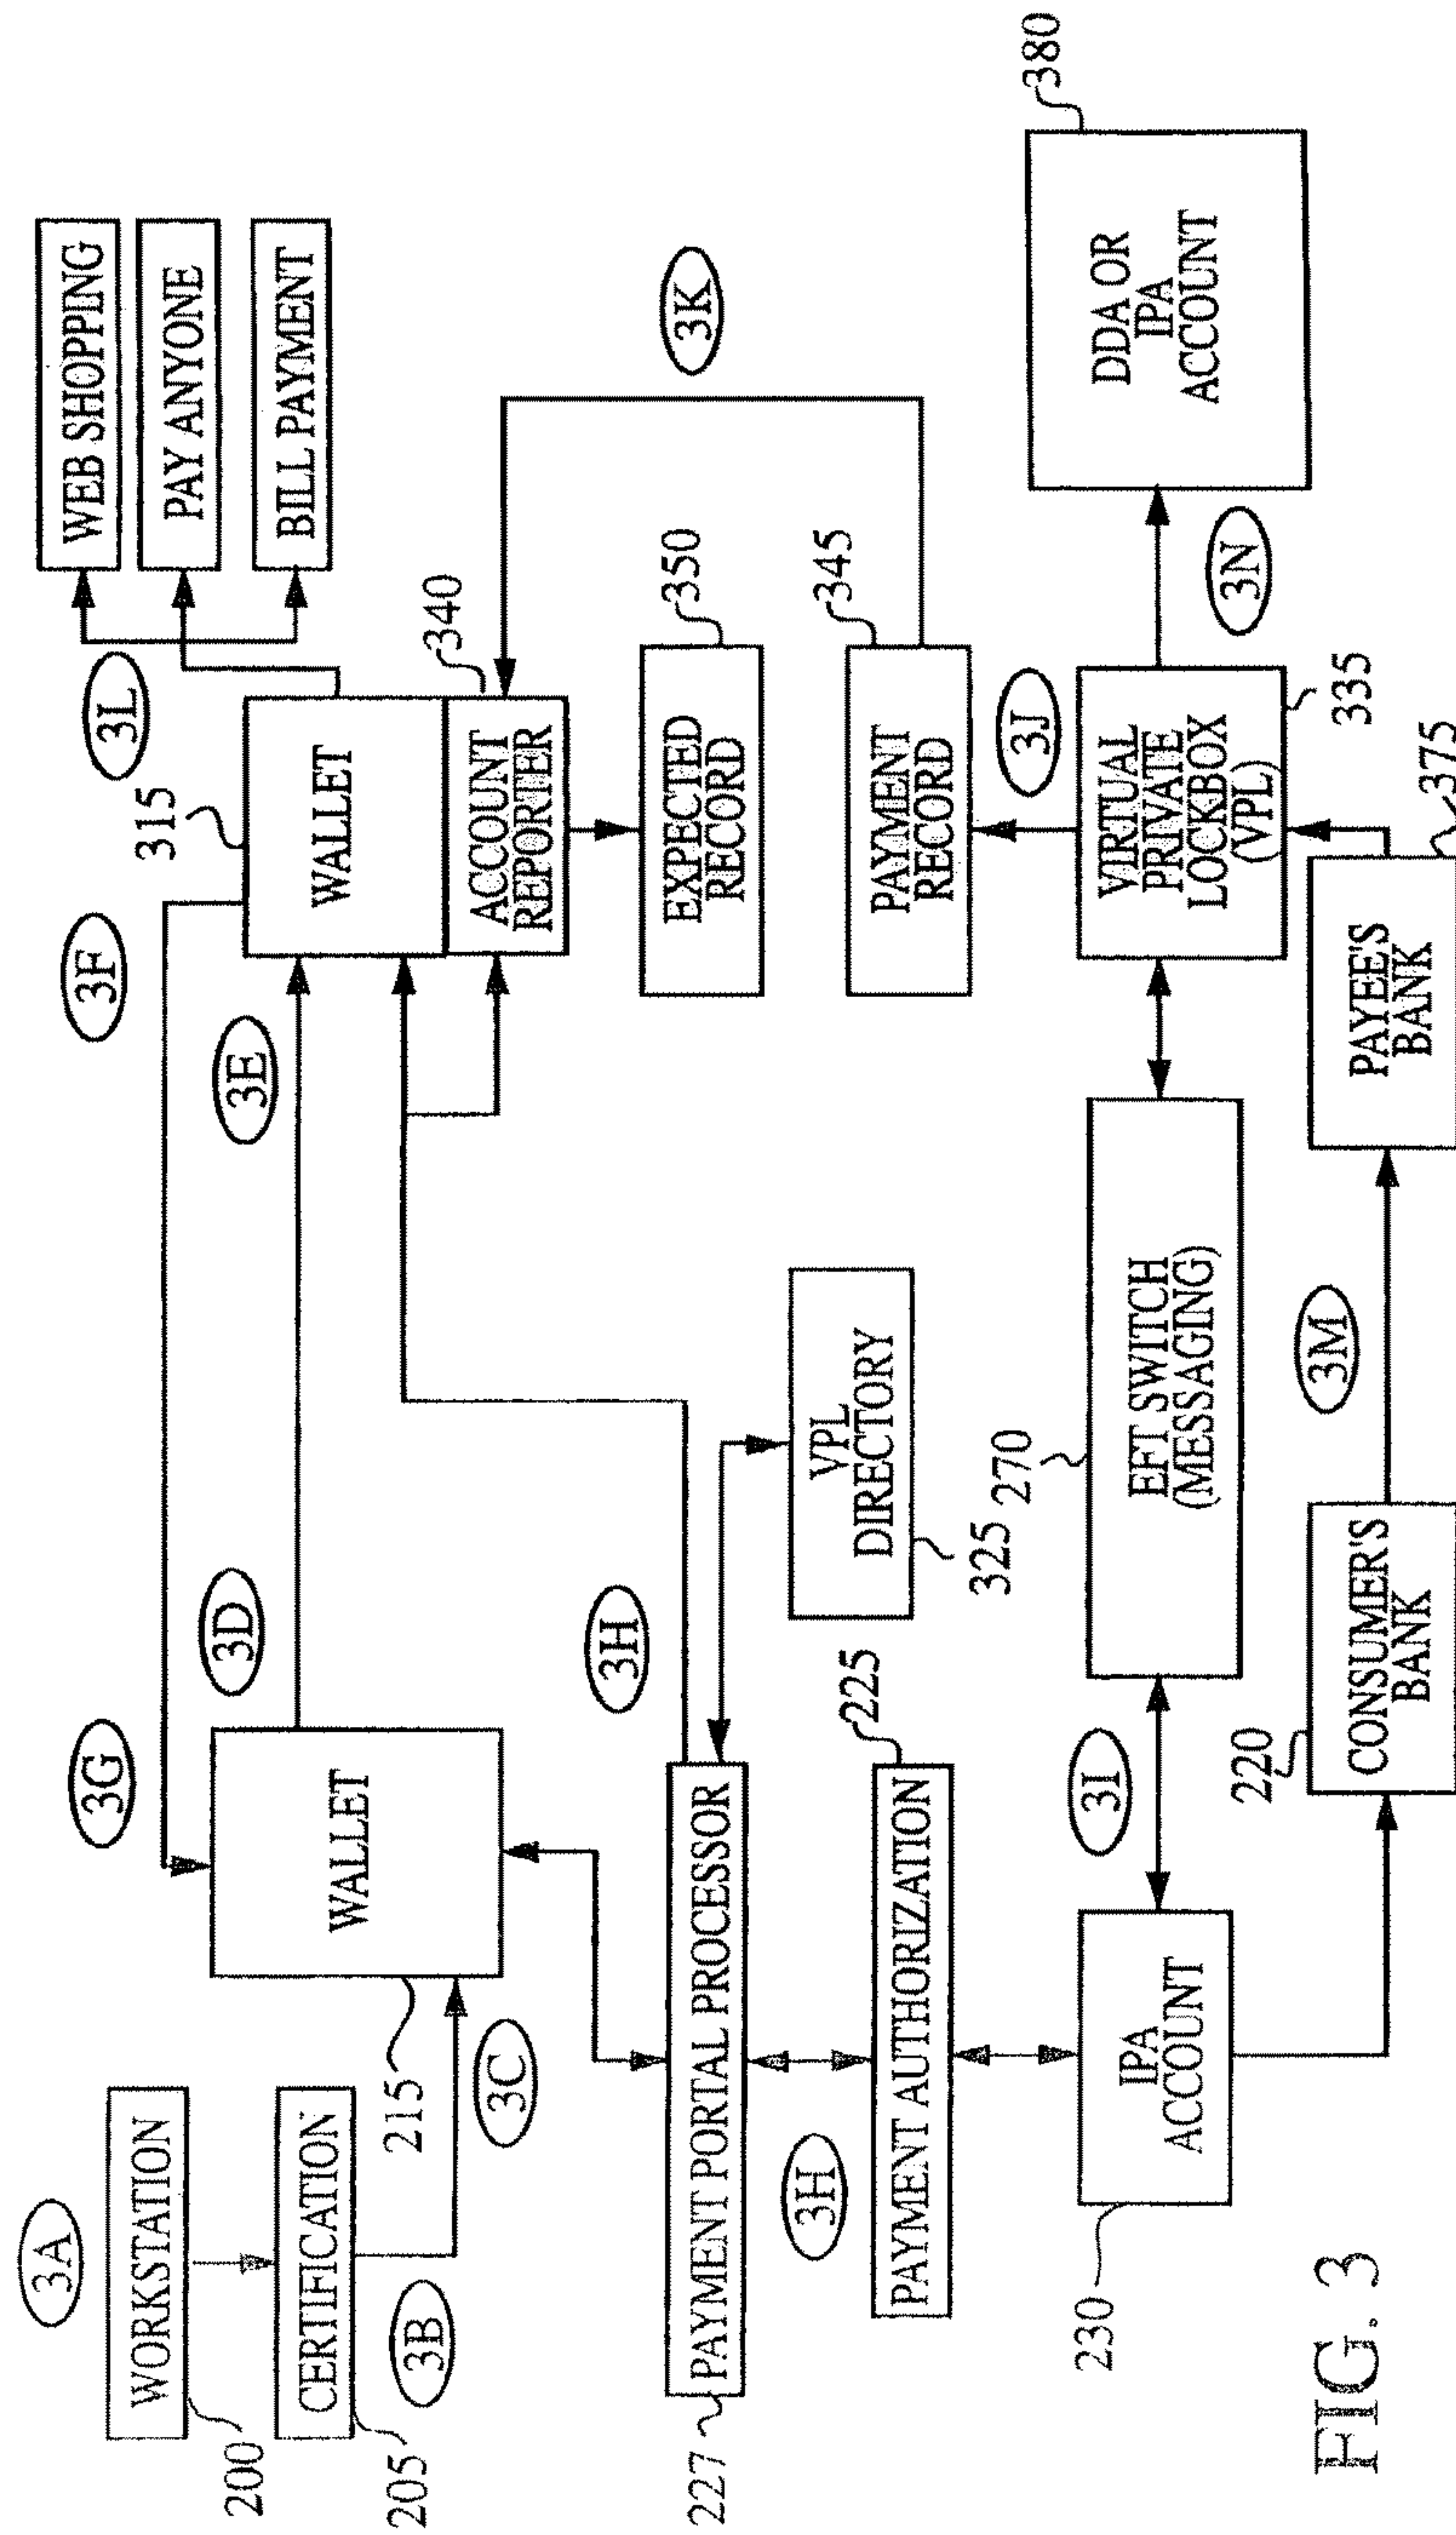 3A
WORKSTATION
200
CERTIFICATION
205
3B
3C
215
WALLET
3G
3D
3F
3E
315
WALLET
3L
WEB SHOPPING
PAY ANYONE
BILL PAYMENT
ACCOUNT
REPORTER
340
EXPECTED
RECORD
350
3K
PAYMENT
RECORD
345
227
PAYMENT PORTAL PROCESSOR
3H
VPL
DIRECTORY
325
3H
PAYMENT AUTHORIZATION
225
230
IPA
ACCOUNT
3I
270
EFT SWITCH
(MESSAGING)
3J
VIRTUAL
PRIVATE
LOCKBOX
(VPL)
335
3N
DDA OR
IPA
ACCOUNT
380
220
CONSUMER'S
BANK
3M
PAYEE'S
BANK
375
FIG. 3